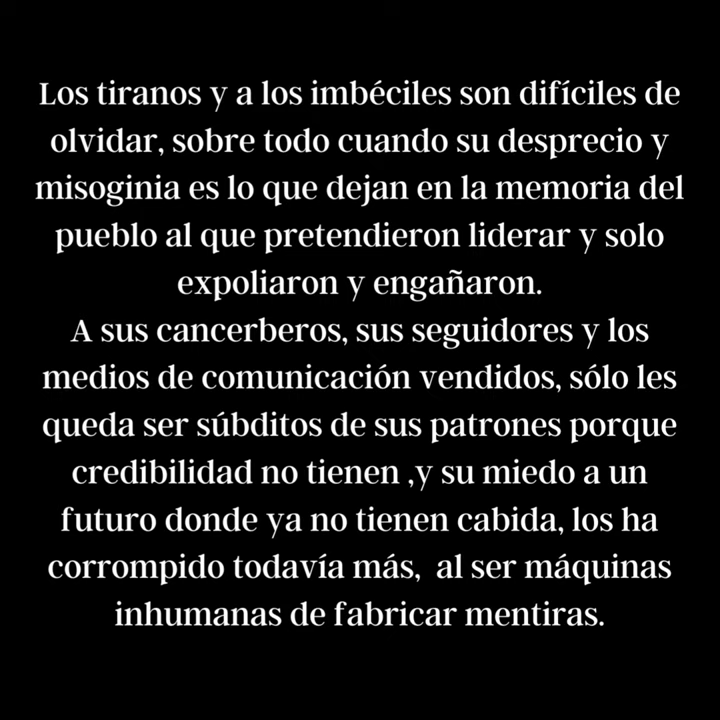 Los tiranos y a los imbéciles son difíciles de
olvidar, sobre todo cuando su desprecio y
misoginia es lo que dejan en la memoria del
pueblo al que pretendieron liderar y solo
expoliaron y engañaron.
A sus cancerberos, sus seguidores y los
medios de comunicación vendidos, sólo les
queda ser súbditos de sus patrones porque
credibilidad no tienen ,y su miedo a un
futuro donde ya no tienen cabida, los ha
corrompido todavía más,  al ser máquinas
inhumanas de fabricar mentiras.